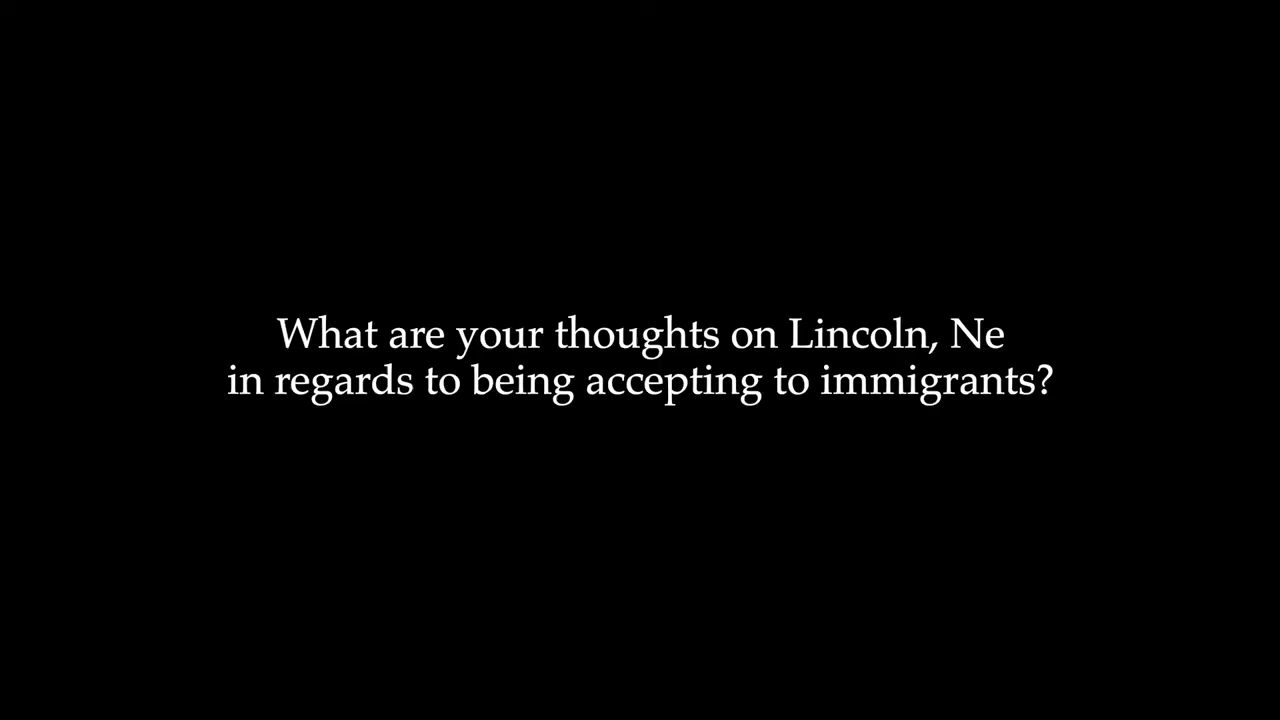 What are your thoughts on Lincoln, Ne
in regards to being accepting to immigrants?